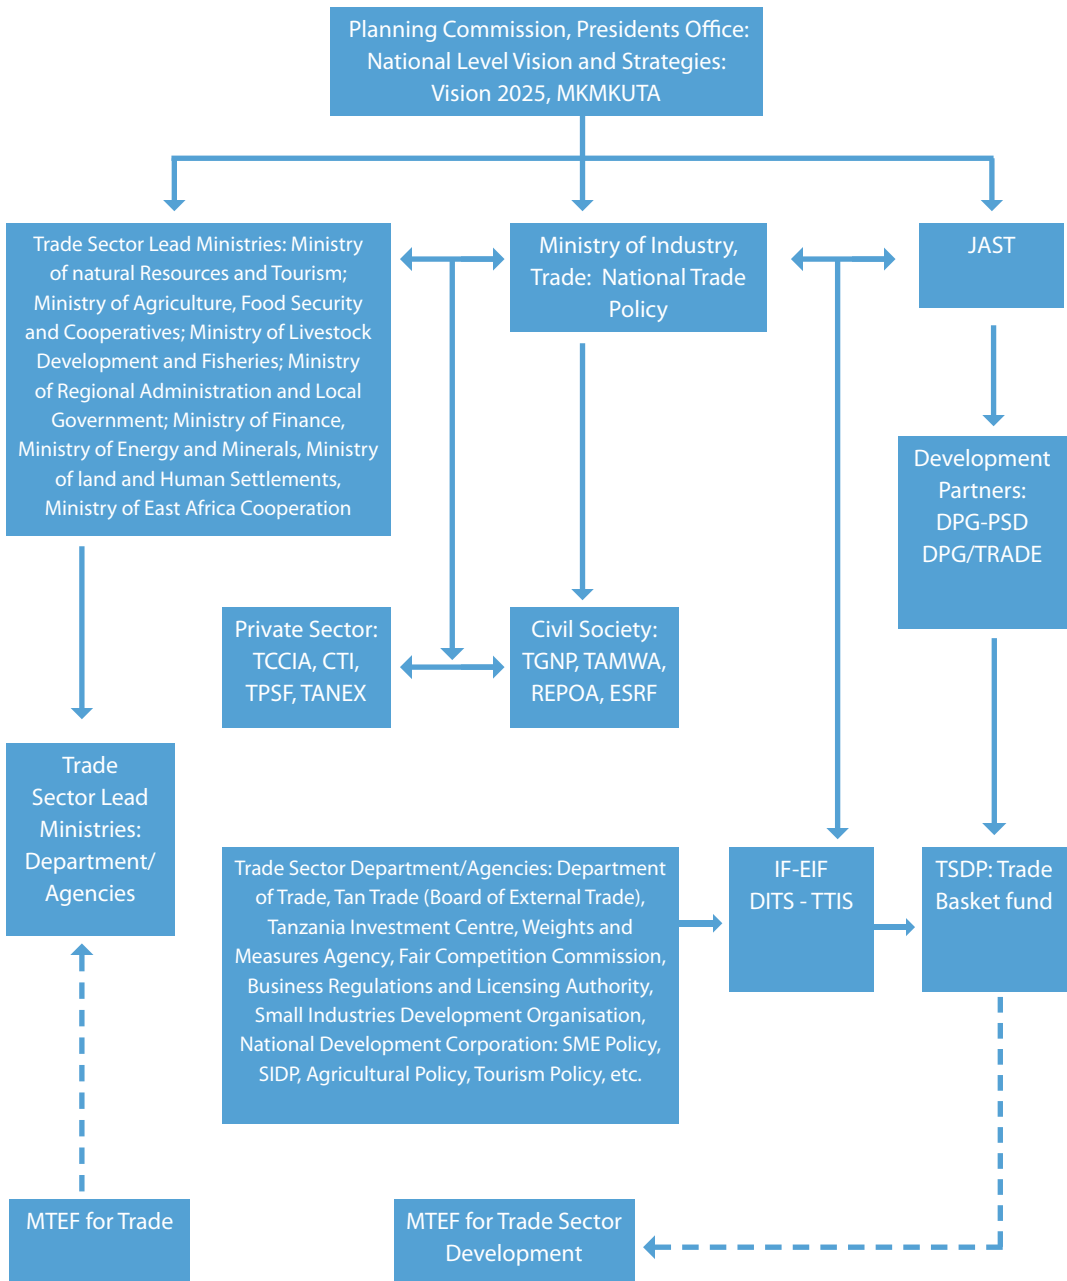 Planning Commission, Presidents Office:
National Level Vision and Strategies:
Vision 2025, MKMKUTA
Trade Sector Lead Ministries: Ministry
of natural Resources and Tourism;
Ministry of Agriculture, Food Security
and Cooperatives; Ministry of Livestock
Development and Fisheries; Ministry
of Regional Administration and Local
Government; Ministry of Finance,
Ministry of Energy and Minerals, Ministry
of land and Human Settlements,
Ministry of East Africa Cooperation
Ministry of Industry,
Trade: National Trade
Policy
JAST
Development
Partners:
DPG-PSD
DPG/TRADE
Private Sector:
TCCIA, CTI,
TPSF, TANEX
Civil Society:
TGNP, TAMWA,
REPOA, ESRF
Trade
Sector Lead
Ministries:
Department/
Agencies
Trade Sector Department/Agencies: Department
of Trade, Tan Trade (Board of External Trade),
Tanzania Investment Centre, Weights and
Measures Agency, Fair Competition Commission,
Business Regulations and Licensing Authority,
Small Industries Development Organisation,
National Development Corporation: SME Policy,
SIDP, Agricultural Policy, Tourism Policy, etc.
IF-EIF
DITS - TTIS
TSDP: Trade
Basket fund
MTEF for Trade
MTEF for Trade Sector
Development